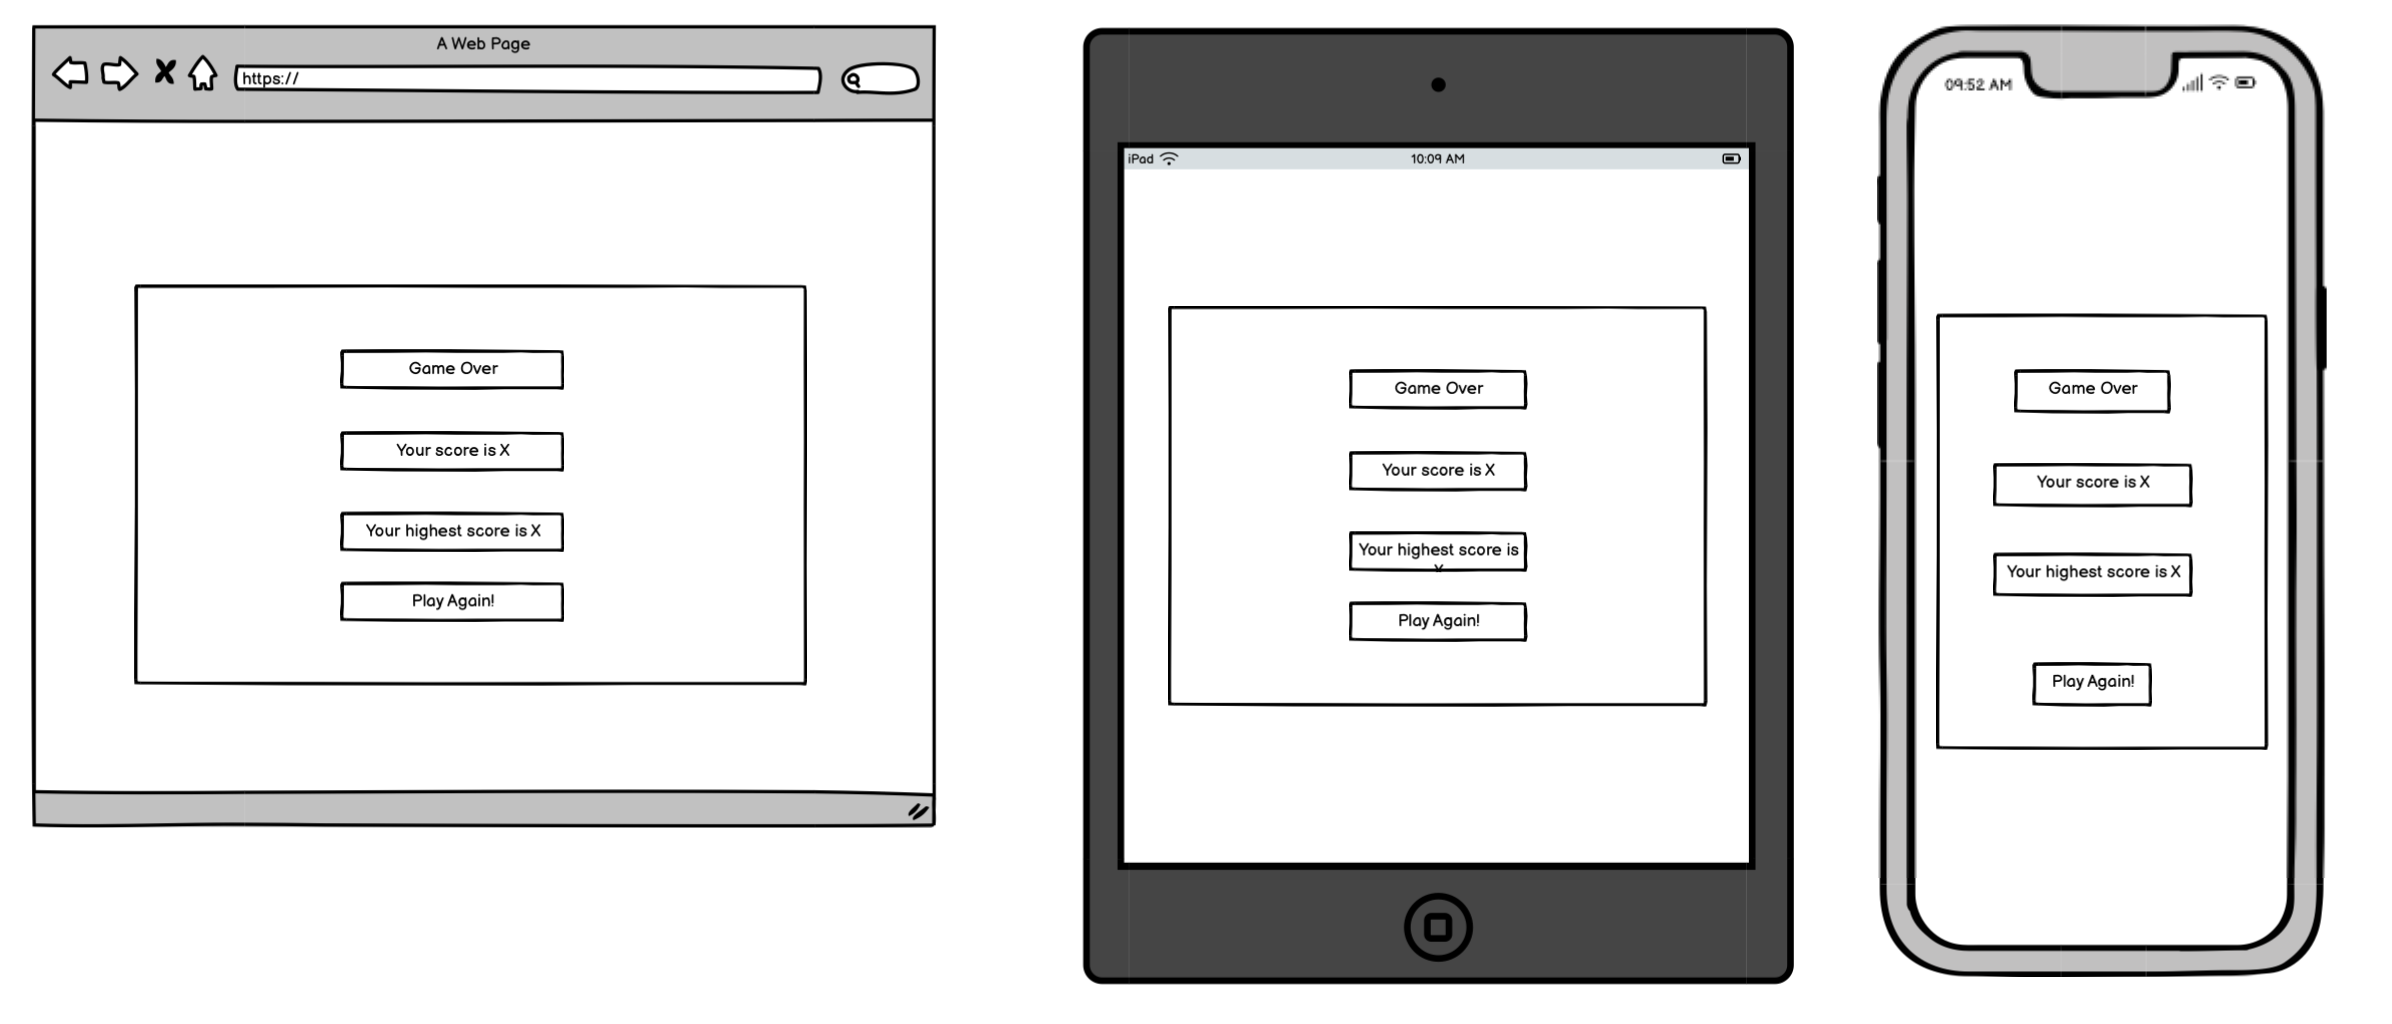 A Web Page
https://
Game Over
Your score is X
Your highest score is X
Play Again!
iPad
10:09 AM
Game Over
Your score is X
Your highest score is
X
Play Again!
09:52 AM
Game Over
Your score is X
Your highest score is X
Play Again!